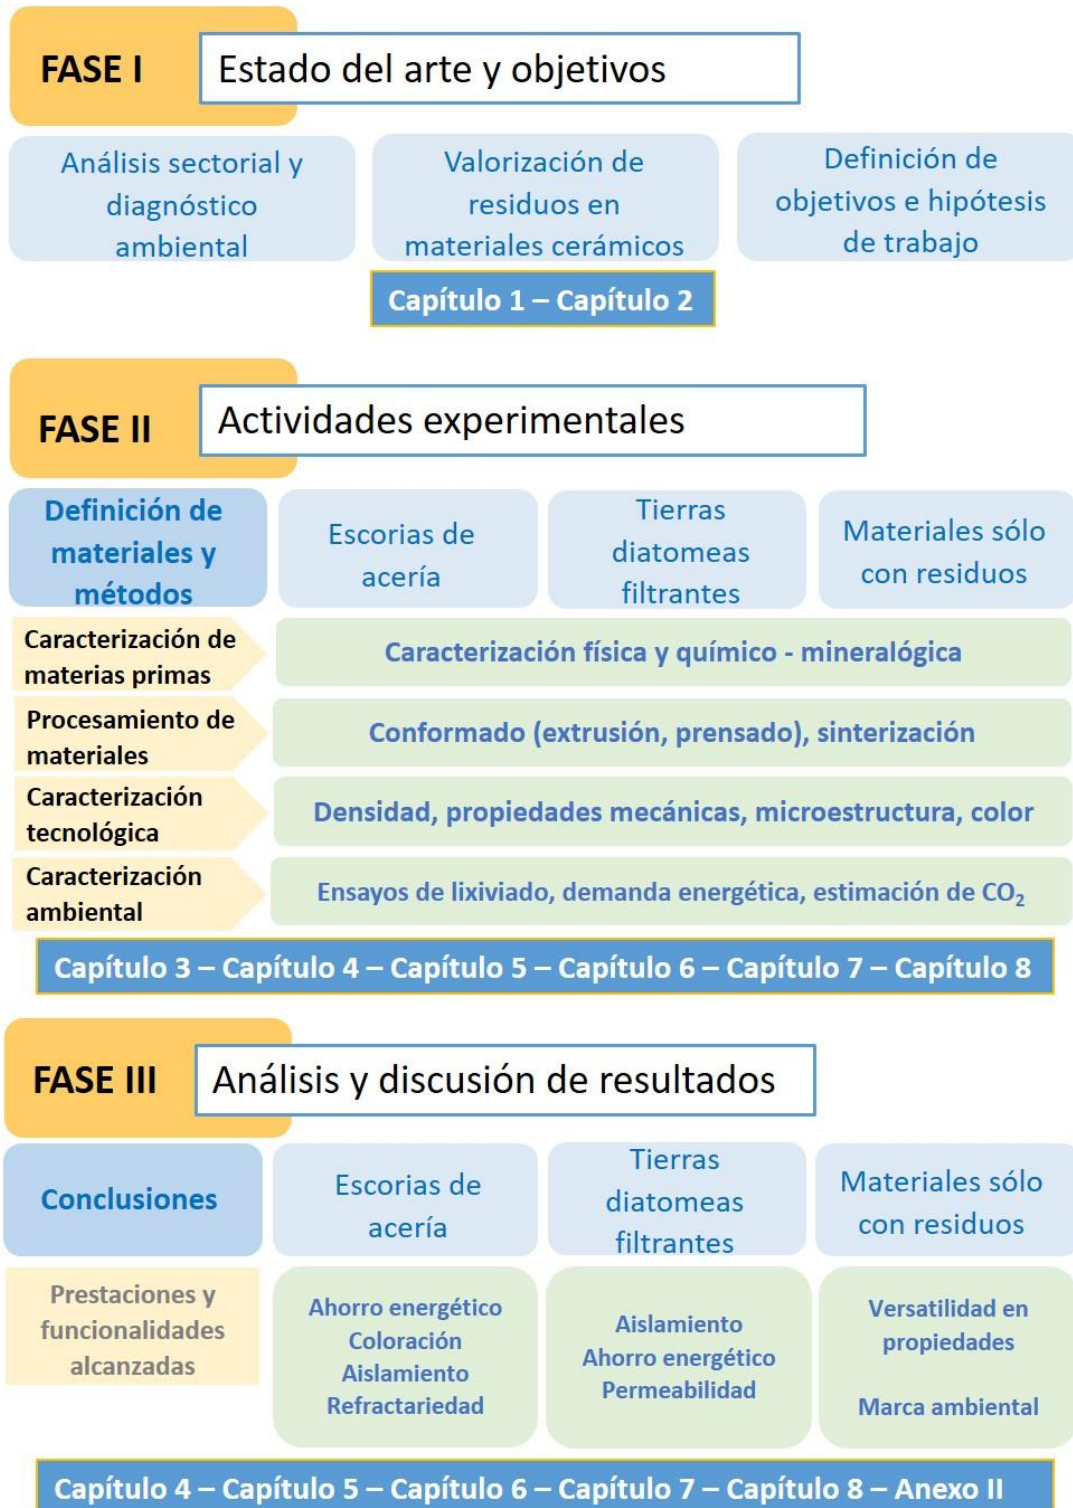 FASE I
Estado del arte y objetivos
Análisis sectorial y
diagnóstico
ambiental
Valorización de
residuos en
materiales cerámicos
Definición de
objetivos e hipótesis
de trabajo
Capítulo 1 – Capítulo 2
FASE II
Actividades experimentales
Definición de
materiales y
métodos
Escorias de
acería
Tierras
diatomeas
filtrantes
Materiales sólo
con residuos
Caracterización de
materias primas
Caracterización física y químico - mineralógica
Procesamiento de
materiales
Conformado (extrusión, prensado), sinterización
Caracterización
tecnológica
Densidad, propiedades mecánicas, microestructura, color
Caracterización
ambiental
Ensayos de lixiviado, demanda energética, estimación de CO₂
Capítulo 3 – Capítulo 4 – Capítulo 5 – Capítulo 6 – Capítulo 7 – Capítulo 8
FASE III
Análisis y discusión de resultados
Conclusiones
Escorias de
acería
Tierras
diatomeas
filtrantes
Materiales sólo
con residuos
Prestaciones y
funcionalidades
alcanzadas
Ahorro energético
Coloración
Aislamiento
Refractariedad
Aislamiento
Ahorro energético
Permeabilidad
Versatilidad en
propiedades
Marca ambiental
Capítulo 4 – Capítulo 5 – Capítulo 6 – Capítulo 7 – Capítulo 8 – Anexo II